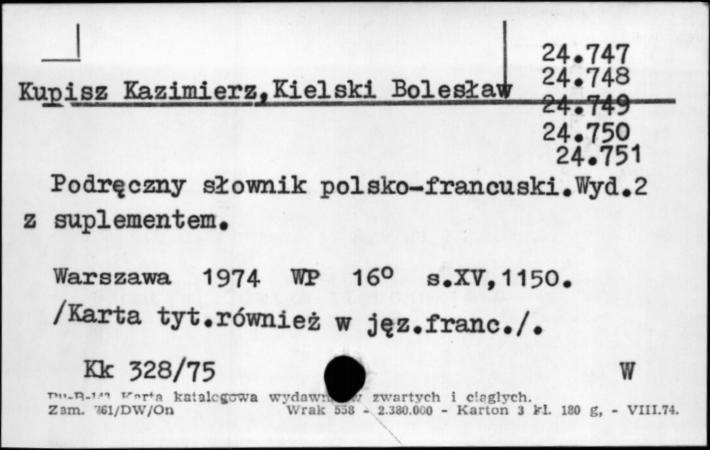 24.747
24.748
Kupisz Kazimierz,Kielski Bolesław
24.749
24.750
24.751
Podręczny słownik polsko-francuski.Wyd.2
z suplementem.
Warszawa 1974 WP 16° s.XV,1150.
/Karta tyt.również w jęz.franc./.
Kk 328/75 W
Karta katalogowa zwartych i ciągłych.
Zam. 761/DW/On Wrak 558 - 2.380.000 - Karton 3 kl. 180 g, - VIII.74.